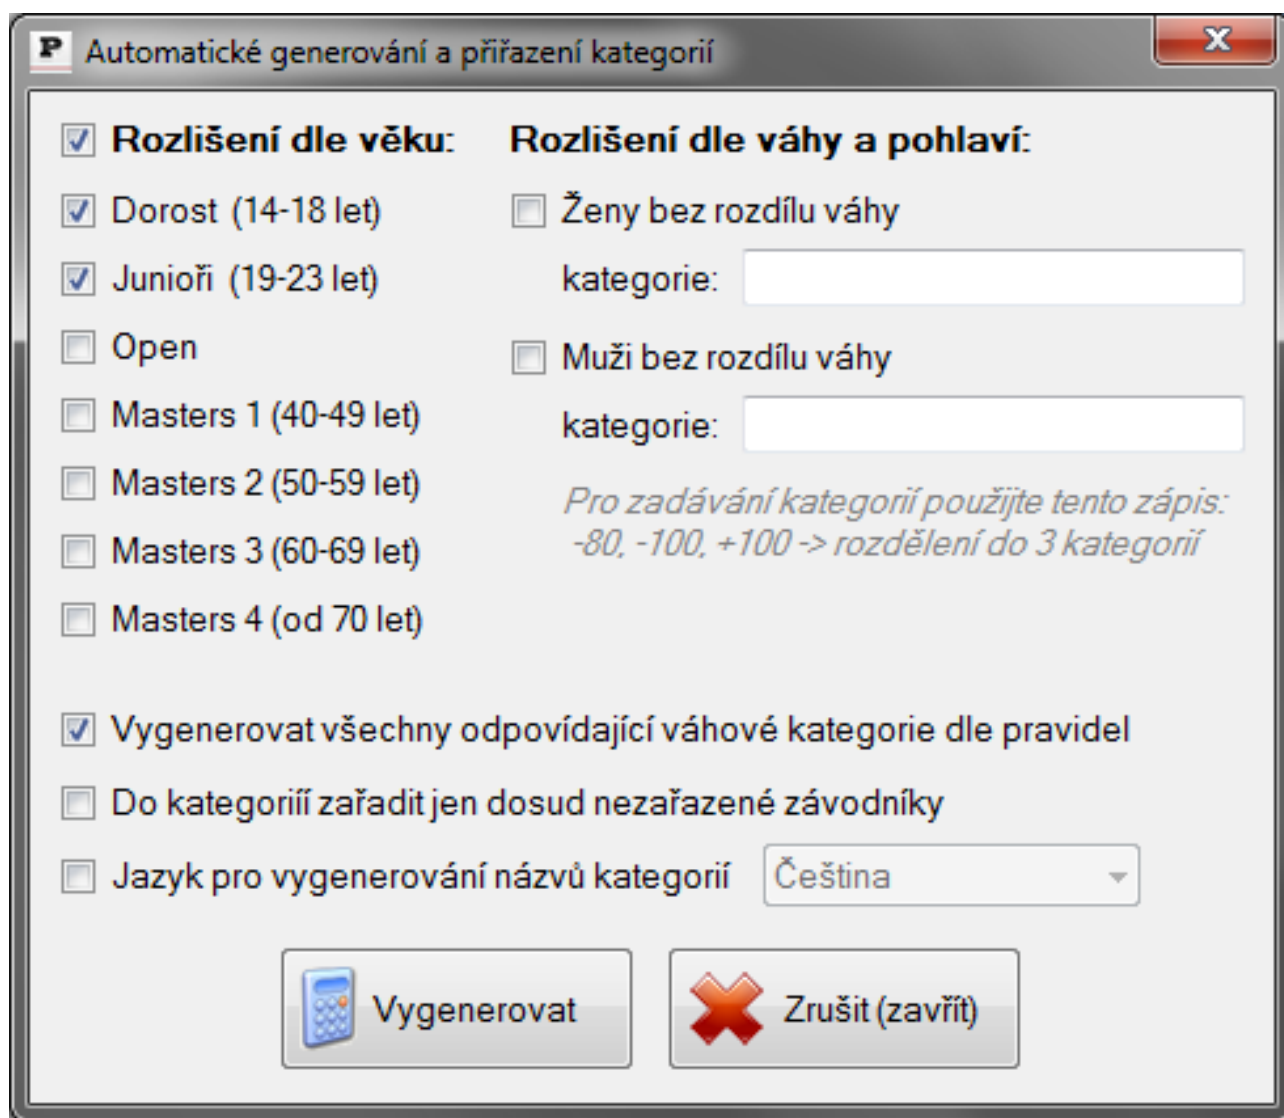 P Automatické generování a přiřazení kategorií
x
Rozlišení dle věku:
Dorost (14-18 let)
Junioři (19-23 let)
Open
Masters 1 (40-49 let)
Masters 2 (50-59 let)
Masters 3 (60-69 let)
Masters 4 (od 70 let)
Rozlišení dle váhy a pohlaví:
Ženy bez rozdílu váhy
kategorie:
Muži bez rozdílu váhy
kategorie:
Pro zadávání kategorií použijte tento zápis:
-80, -100, +100 -> rozdělení do 3 kategorií
Vygenerovat všechny odpovídající váhové kategorie dle pravidel
Do kategoriíí zařadit jen dosud nezařazené závodníky
Jazyk pro vygenerování názvů kategorií Čeština
Vygenerovat
Zrušit (zavřít)